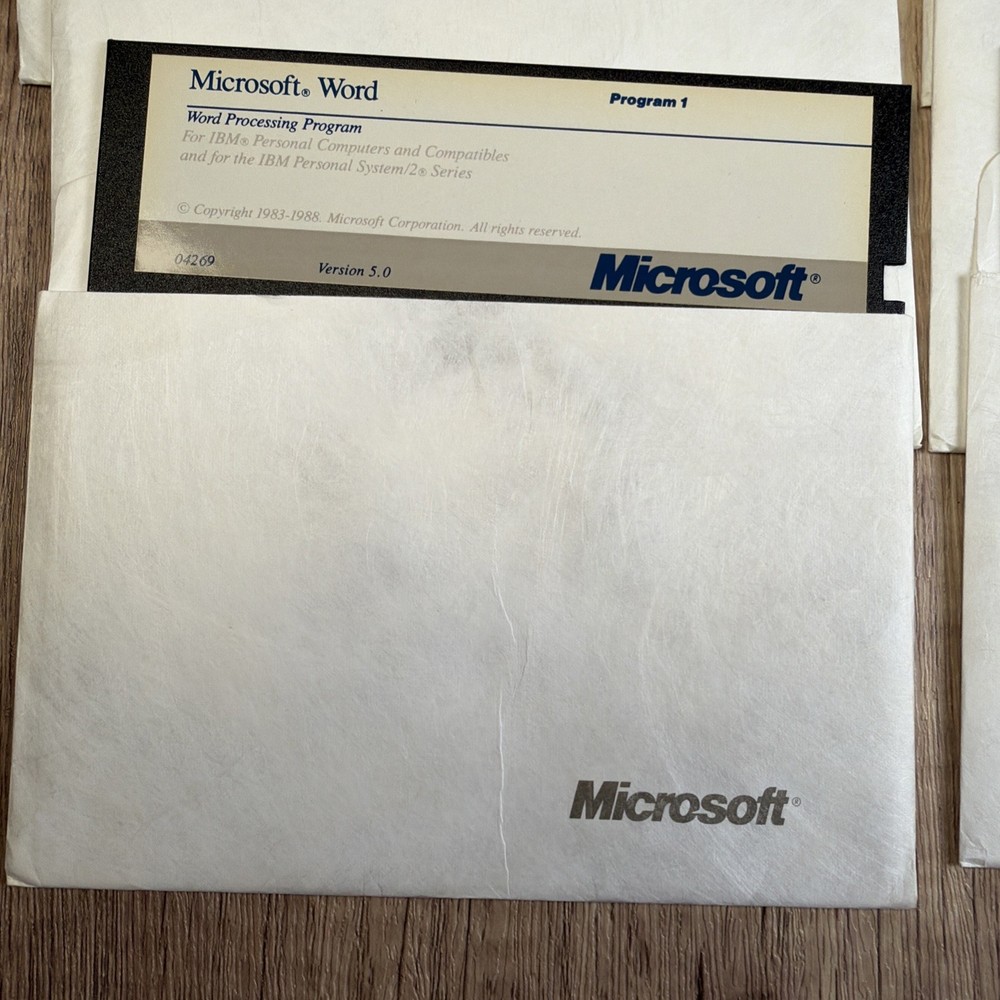 Microsoft® Word
Program 1
Word Processing Program
For IBM® Personal Computers and Compatibles
and for the IBM Personal System/2® Series
© Copyright 1983-1988. Microsoft Corporation. All rights reserved.
04269
Version 5.0
Microsoft®
Microsoft®